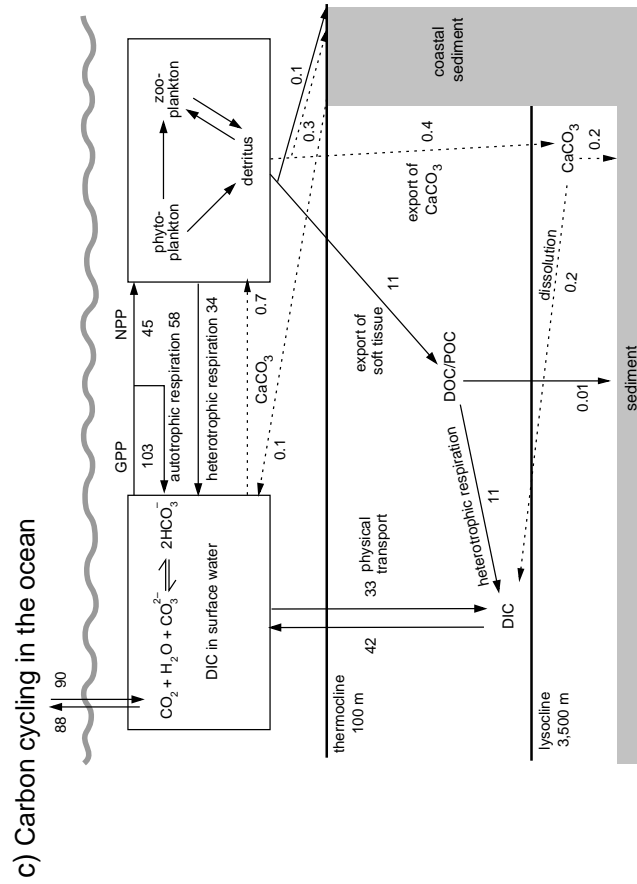 c) Carbon cycling in the ocean
88
90
CO₂ + H₂O + CO₃²⁻ ⇌ 2HCO₃⁻
DIC in surface water
GPP
NPP
103
45
autotrophic respiration 58
heterotrophic respiration 34
CaCO₃
0.7
0.1
phyto-
plankton
zoo-
plankton
detritus
thermocline
100 m
42
33
physical
transport
export of
soft tissue
11
export of
CaCO₃
0.3
0.1
0.4
coastal
sediment
DIC
heterotrophic respiration
11
DOC/POC
0.01
dissolution
0.2
CaCO₃
0.2
lysocline
3,500 m
sediment